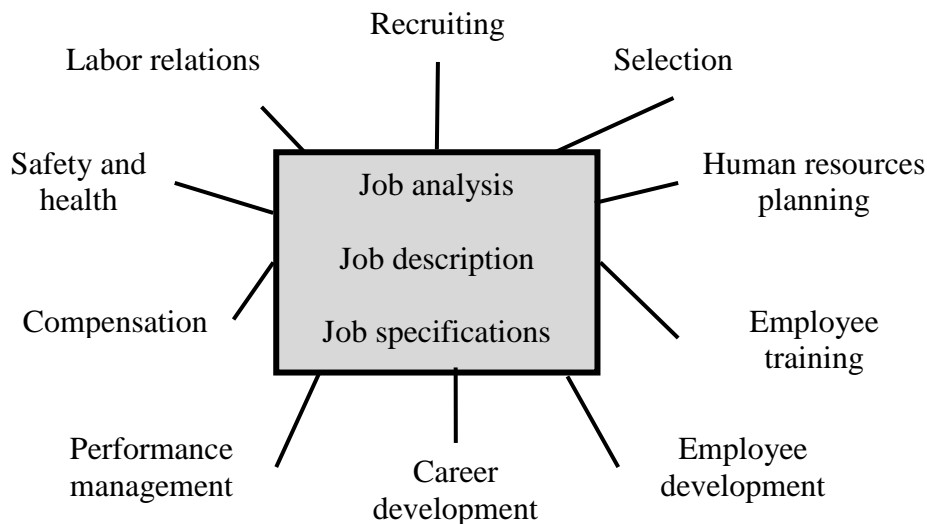 Recruiting
Labor relations
Selection
Safety and
health
Job analysis
Human resources
planning
Job description
Compensation
Job specifications
Employee
training
Performance
management
Career
development
Employee
development